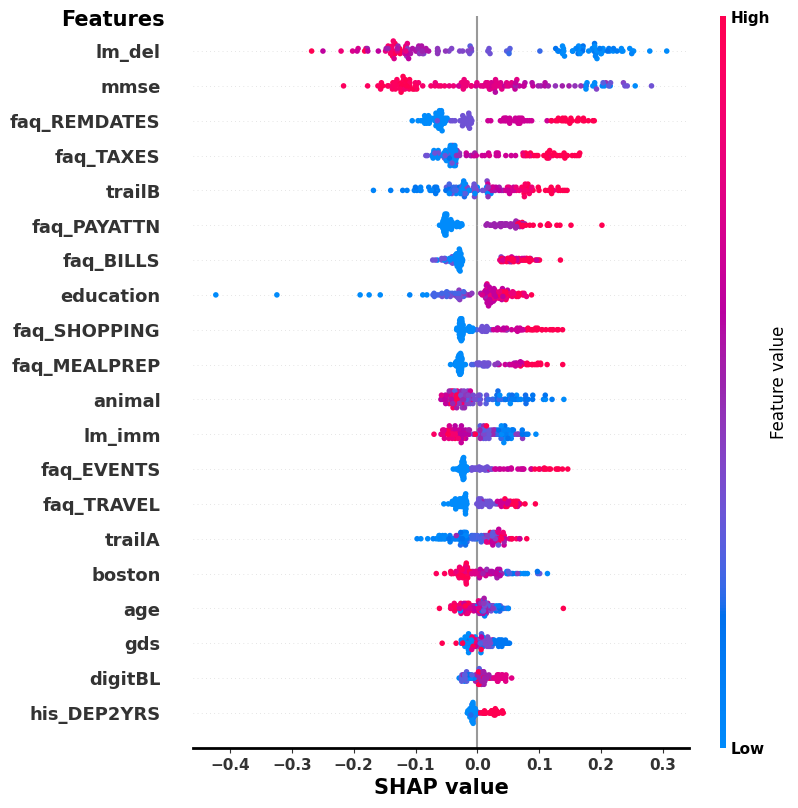 Features
High
lm_del
mmse
faq_REMDATES
faq_TAXES
trailB
faq_PAYATTN
faq_BILLS
education
faq_SHOPPING
faq_MEALPREP
animal
lm_imm
faq_EVENTS
faq_TRAVEL
trailA
boston
age
gds
digitBL
his_DEP2YRS
Feature value
Low
−0.4 −0.3 −0.2 −0.1 0.0 0.1 0.2 0.3
SHAP value